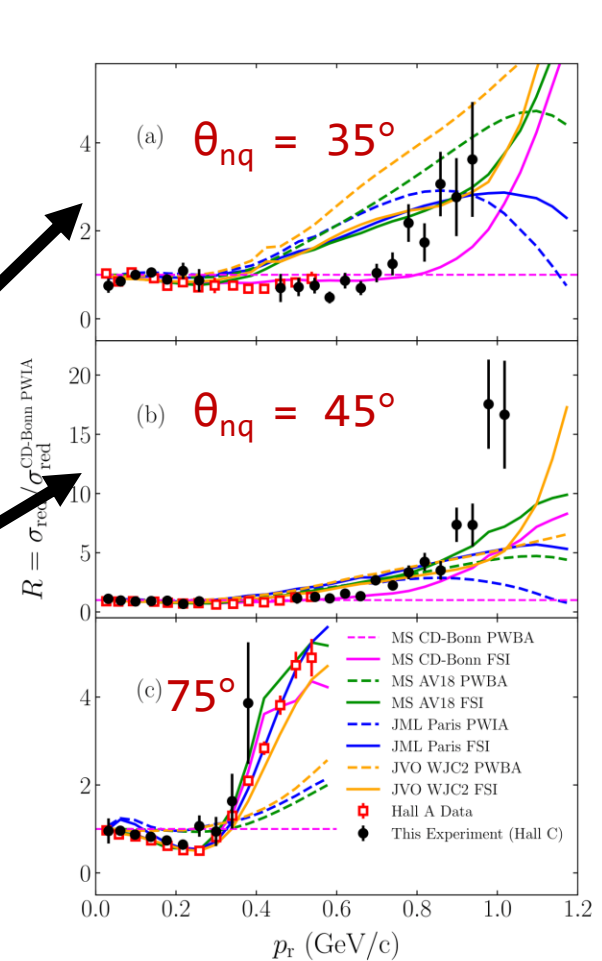 (a) θnq = 35°
4
2
0
(b) θnq = 45°
20
15
10
5
0
R = σred/σred^CD-Bonn PWIA
(c) 75°
4
2
0
MS CD-Bonn PWBA
MS CD-Bonn FSI
MS AV18 PWBA
MS AV18 FSI
JML Paris PWIA
JML Paris FSI
JVO WJC2 PWBA
JVO WJC2 FSI
Hall A Data
This Experiment (Hall C)
0.0 0.2 0.4 0.6 0.8 1.0 1.2
pr (GeV/c)